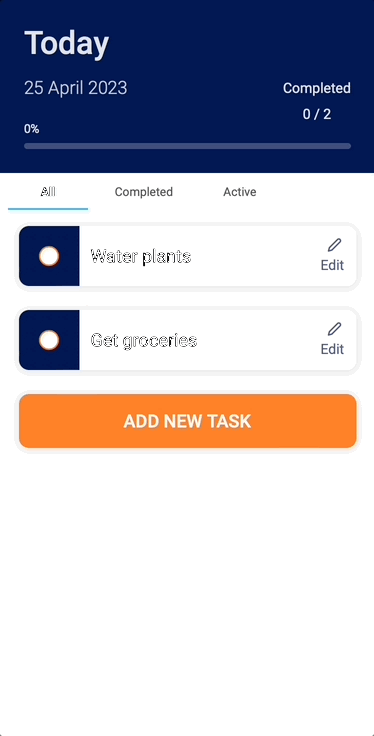 Today
25 April 2023
Completed
0 / 2
0%
All
Completed
Active
Water plants
Edit
Get groceries
Edit
ADD NEW TASK